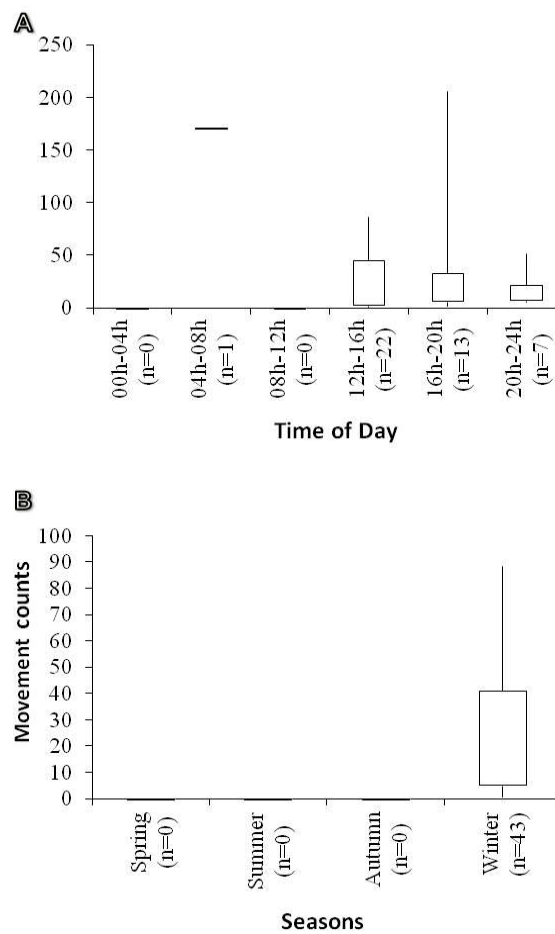 A
250
200
150
100
50
0
00h-04h
(n=0)
04h-08h
(n=1)
08h-12h
(n=0)
12h-16h
(n=22)
16h-20h
(n=13)
20h-24h
(n=7)
Time of Day
B
Movement counts
100
90
80
70
60
50
40
30
20
10
0
Spring
(n=0)
Summer
(n=0)
Autumn
(n=0)
Winter
(n=43)
Seasons